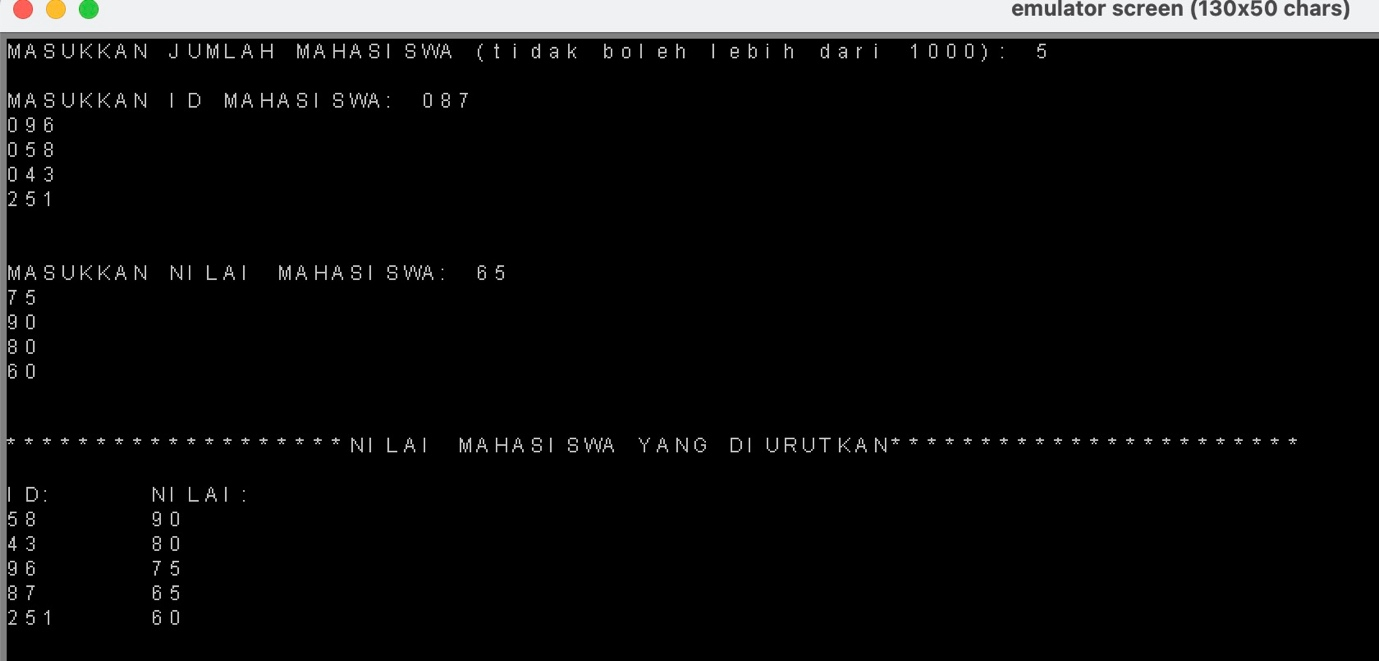 emulator screen (130x50 chars)
MASUKKAN JUMLAH MAHASISWA (tidak boleh lebih dari 1000): 5
MASUKKAN ID MAHASISWA: 087
096
058
043
251
MASUKKAN NILAI MAHASISWA: 65
75
90
80
60
*******************NILAI MAHASISWA YANG DIURUTKAN***********************
ID: NILAI:
58 90
43 80
96 75
87 65
251 60